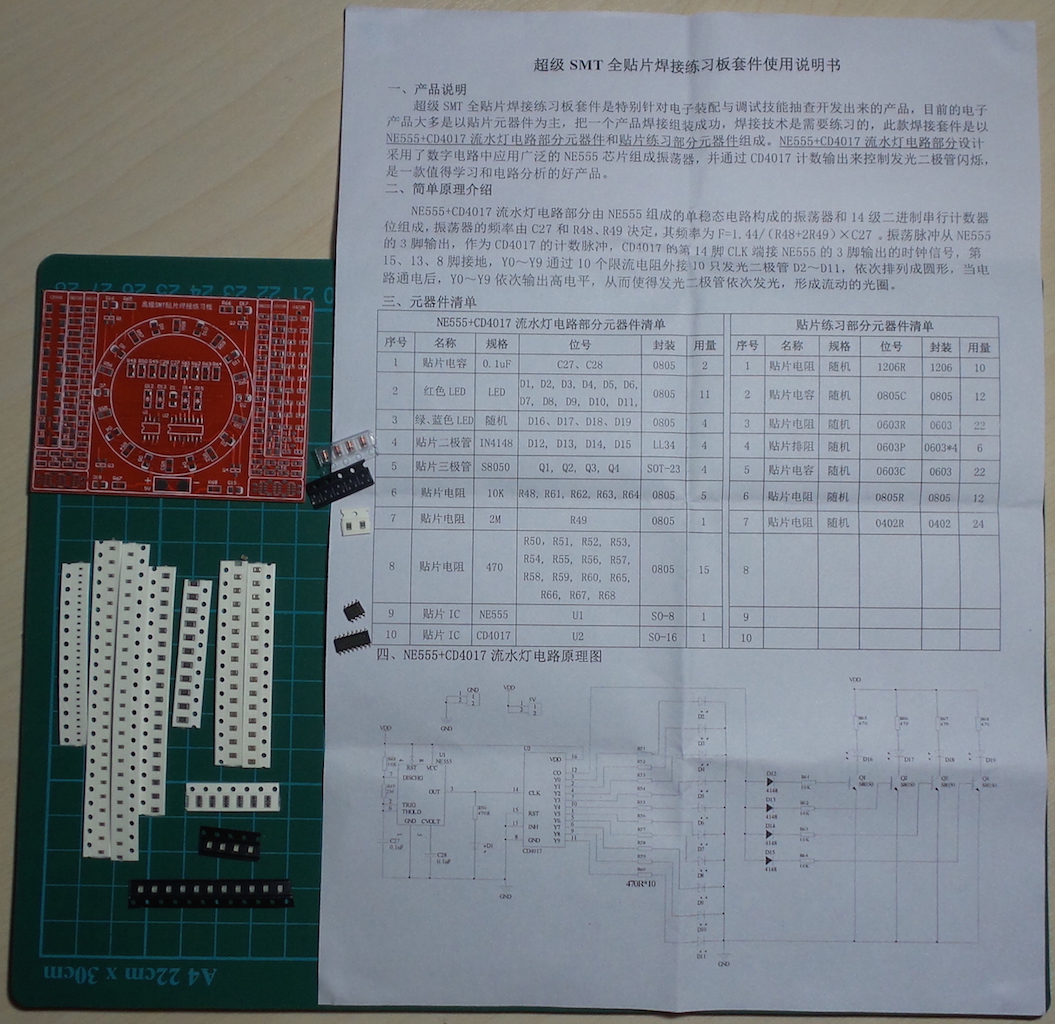 超级 SMT 全贴片焊接练习板套件使用说明书
一、产品说明
超级 SMT 全贴片焊接练习板套件是特别针对电子装配与调试技能抽查开发出来的产品，目前的电子
产品大多是以贴片元器件为主，把一个产品焊接组装成功，焊接技术是需要练习的，此款焊接套件是以
NE555+CD4017 流水灯电路部分元器件和贴片练习部分元器件组成。NE555+CD4017 流水灯电路部分设计
采用了数字电路中应用广泛的 NE555 芯片组成振荡器，并通过 CD4017 计数输出来控制发光二极管闪烁，
是一款值得学习和电路分析的好产品。
二、简单原理介绍
NE555+CD4017 流水灯电路部分由 NE555 组成的单稳态电路构成的振荡器和 14 级二进制串行计数器
位组成，振荡器的频率由 C27 和 R48、R49 决定，其频率为 F=1.44/(R48+2R49)×C27 。振荡脉冲从 NE555
的 3 脚输出，作为 CD4017 的计数脉冲，CD4017 的第 14 脚 CLK 端接 NE555 的 3 脚输出的时钟信号，第
15、13、8 脚接地，Y0～Y9 通过 10 个限流电阻外接 10 只发光二极管 D2～D11，依次排列成圆形，当电
路通电后，Y0～Y9 依次输出高电平，从而使得发光二极管依次发光，形成流动的光圈。
三、元器件清单
NE555+CD4017 流水灯电路部分元器件清单 贴片练习部分元器件清单
序号 名称 规格 位号 封装 用量 序号 名称 规格 位号 封装 用量
1 贴片电容 0.1uF C27、C28 0805 2 1 贴片电阻 随机 1206R 1206 10
2 红色 LED LED D1, D2, D3, D4, D5, D6, 0805 11 2 贴片电容 随机 0805C 0805 12
D7, D8, D9, D10, D11,
3 绿、蓝色 LED 随机 D16、D17、D18、D19 0805 4 3 贴片电阻 随机 0603R 0603 22
4 贴片二极管 IN4148 D12, D13, D14, D15 LL34 4 4 贴片排阻 随机 0603P 0603*4 6
5 贴片三极管 S8050 Q1, Q2, Q3, Q4 SOT-23 4 5 贴片电容 随机 0603C 0603 22
6 贴片电阻 10K R48, R61, R62, R63, R64 0805 5 6 贴片电阻 随机 0805R 0805 12
7 贴片电阻 2M R49 0805 1 7 贴片电阻 随机 0402R 0402 24
8 贴片电阻 470 R50, R51, R52, R53, 0805 15 8
R54, R55, R56, R57,
R58, R59, R60, R65,
R66, R67, R68
9 贴片 IC NE555 U1 SO-8 1 9
10 贴片 IC CD4017 U2 SO-16 1 10
四、NE555+CD4017 流水灯电路原理图
VDD
GND
VDD
5V
GND
VDD
U1
NE555
RST VCC
DISCHG
OUT
TRIG
THOLD
GND CVOLT
C27
0.1uF
C28
0.1uF
D1
U2
VDD
CO
Y0
Y1
Y2
Y3
Y4
Y5
Y6
Y7
Y8
Y9
CLK
RST
INH
GND
CD4017
GND
470R*10
D2
D3
D6
D7
D8
D9
D10
D11
GND
D12
4148
D13
4148
D14
4148
D15
4148
D16
D17
D18
D19
Q1
Q2
Q3
Q4
超级SMT贴片焊接练习板
A4 22cm x 30cm